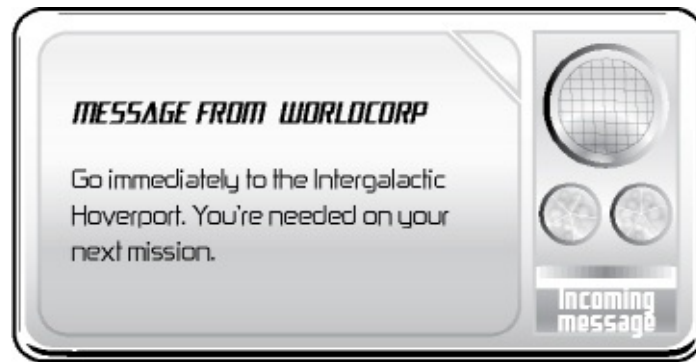 MESSAGE FROM WORLDCORP
Go immediately to the Intergalactic
Hoverport. You're needed on your
next mission.
Incoming
message